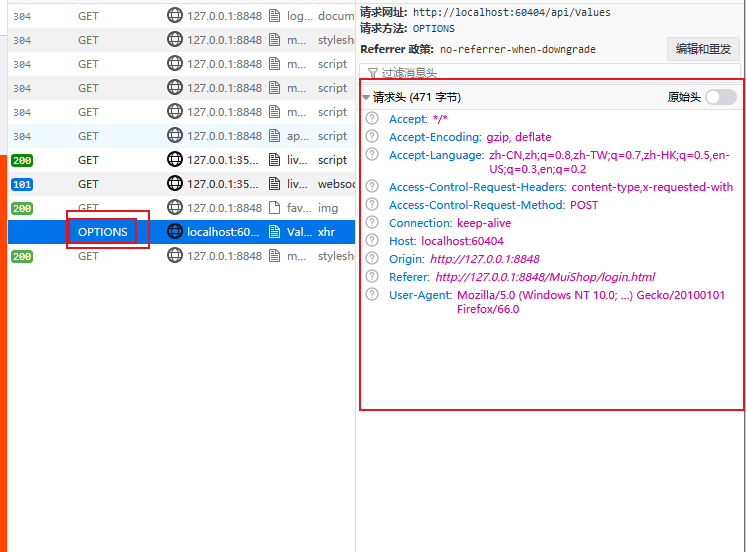 304 GET 127.0.0.1:8848 log... docum
304 GET 127.0.0.1:8848 m... stylesh
304 GET 127.0.0.1:8848 m... script
304 GET 127.0.0.1:8848 m... script
304 GET 127.0.0.1:8848 m... script
304 GET 127.0.0.1:8848 ap... script
200 GET 127.0.0.1:35... liv... script
101 GET 127.0.0.1:35... liv... websoc
200 GET 127.0.0.1:8848 fav... img
OPTIONS localhost:60... Val... xhr
200 GET 127.0.0.1:8848 m... stylesh
请求网址: http://localhost:60404/api/Values
请求方法: OPTIONS
Referrer 政策: no-referrer-when-downgrade 编辑和重发
过滤消息头
请求头 (471 字节) 原始头
Accept: */*
Accept-Encoding: gzip, deflate
Accept-Language: zh-CN,zh;q=0.8,zh-TW;q=0.7,zh-HK;q=0.5,en-
US;q=0.3,en;q=0.2
Access-Control-Request-Headers: content-type,x-requested-with
Access-Control-Request-Method: POST
Connection: keep-alive
Host: localhost:60404
Origin: http://127.0.0.1:8848
Referer: http://127.0.0.1:8848/MuiShop/login.html
User-Agent: Mozilla/5.0 (Windows NT 10.0; ...) Gecko/20100101
Firefox/66.0